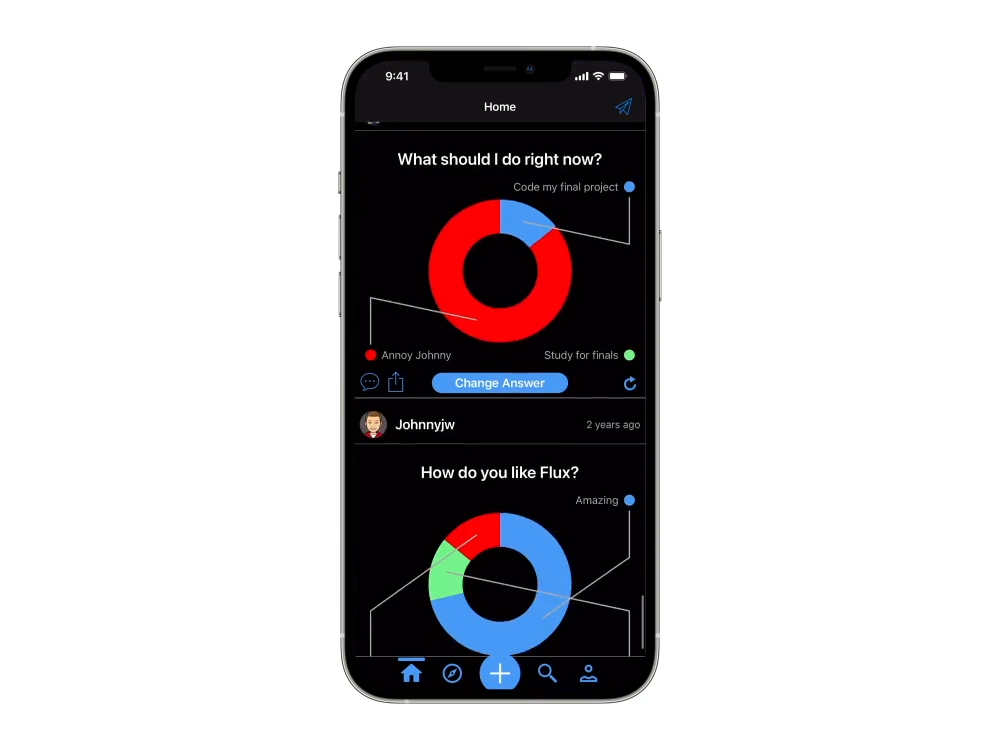 9:41
Home
What should I do right now?
Code my final project
Annoy Johnny
Study for finals
Change Answer
Johnnyjw
2 years ago
How do you like Flux?
Amazing